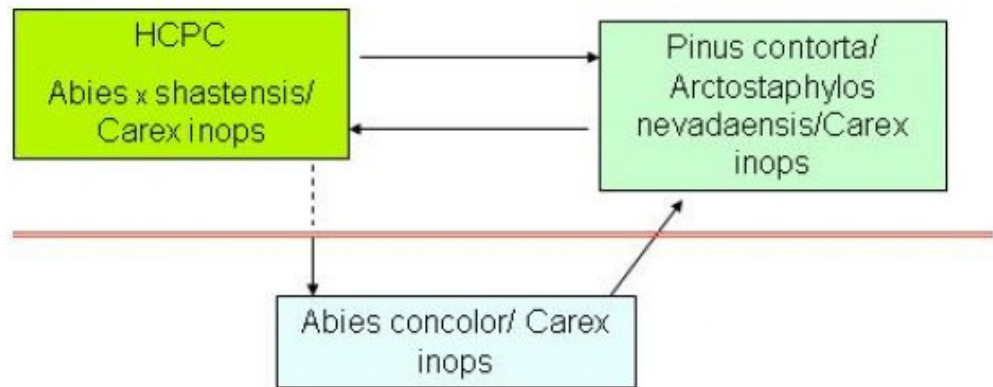 HCPC
Abies x shastensis/
Carex inops
Pinus contorta/
Arctostaphylos
nevadaensis/Carex
inops
Abies concolor/ Carex
inops